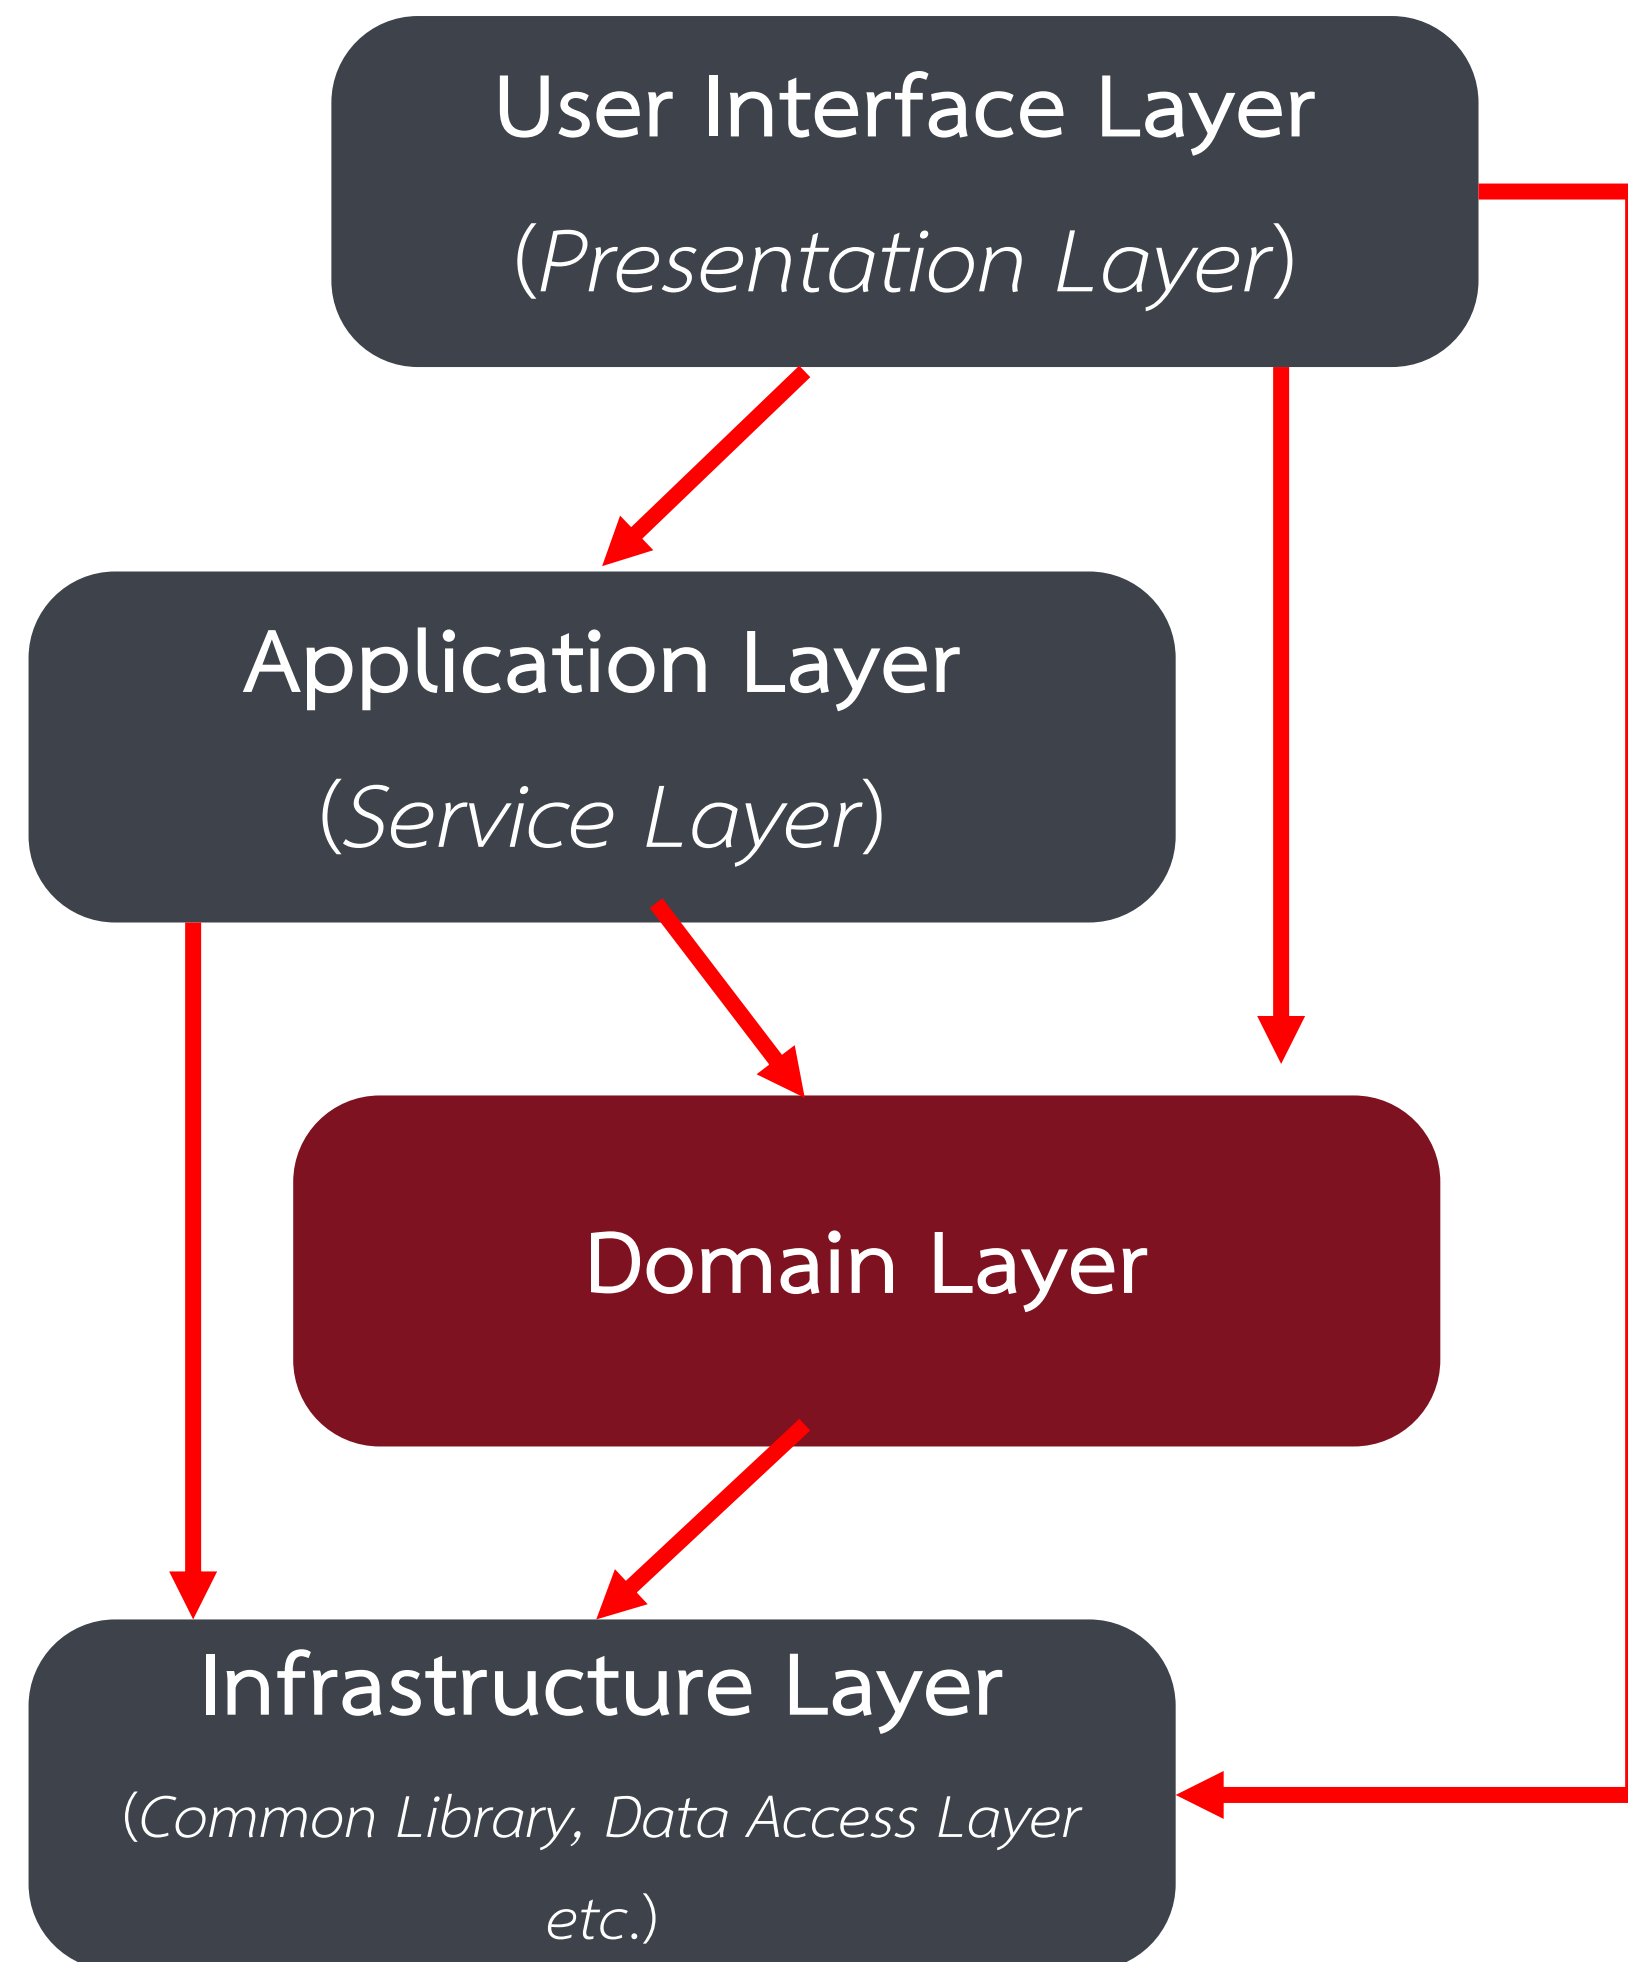 User Interface Layer
(Presentation Layer)
Application Layer
(Service Layer)
Domain Layer
Infrastructure Layer
(Common Library, Data Access Layer
etc.)